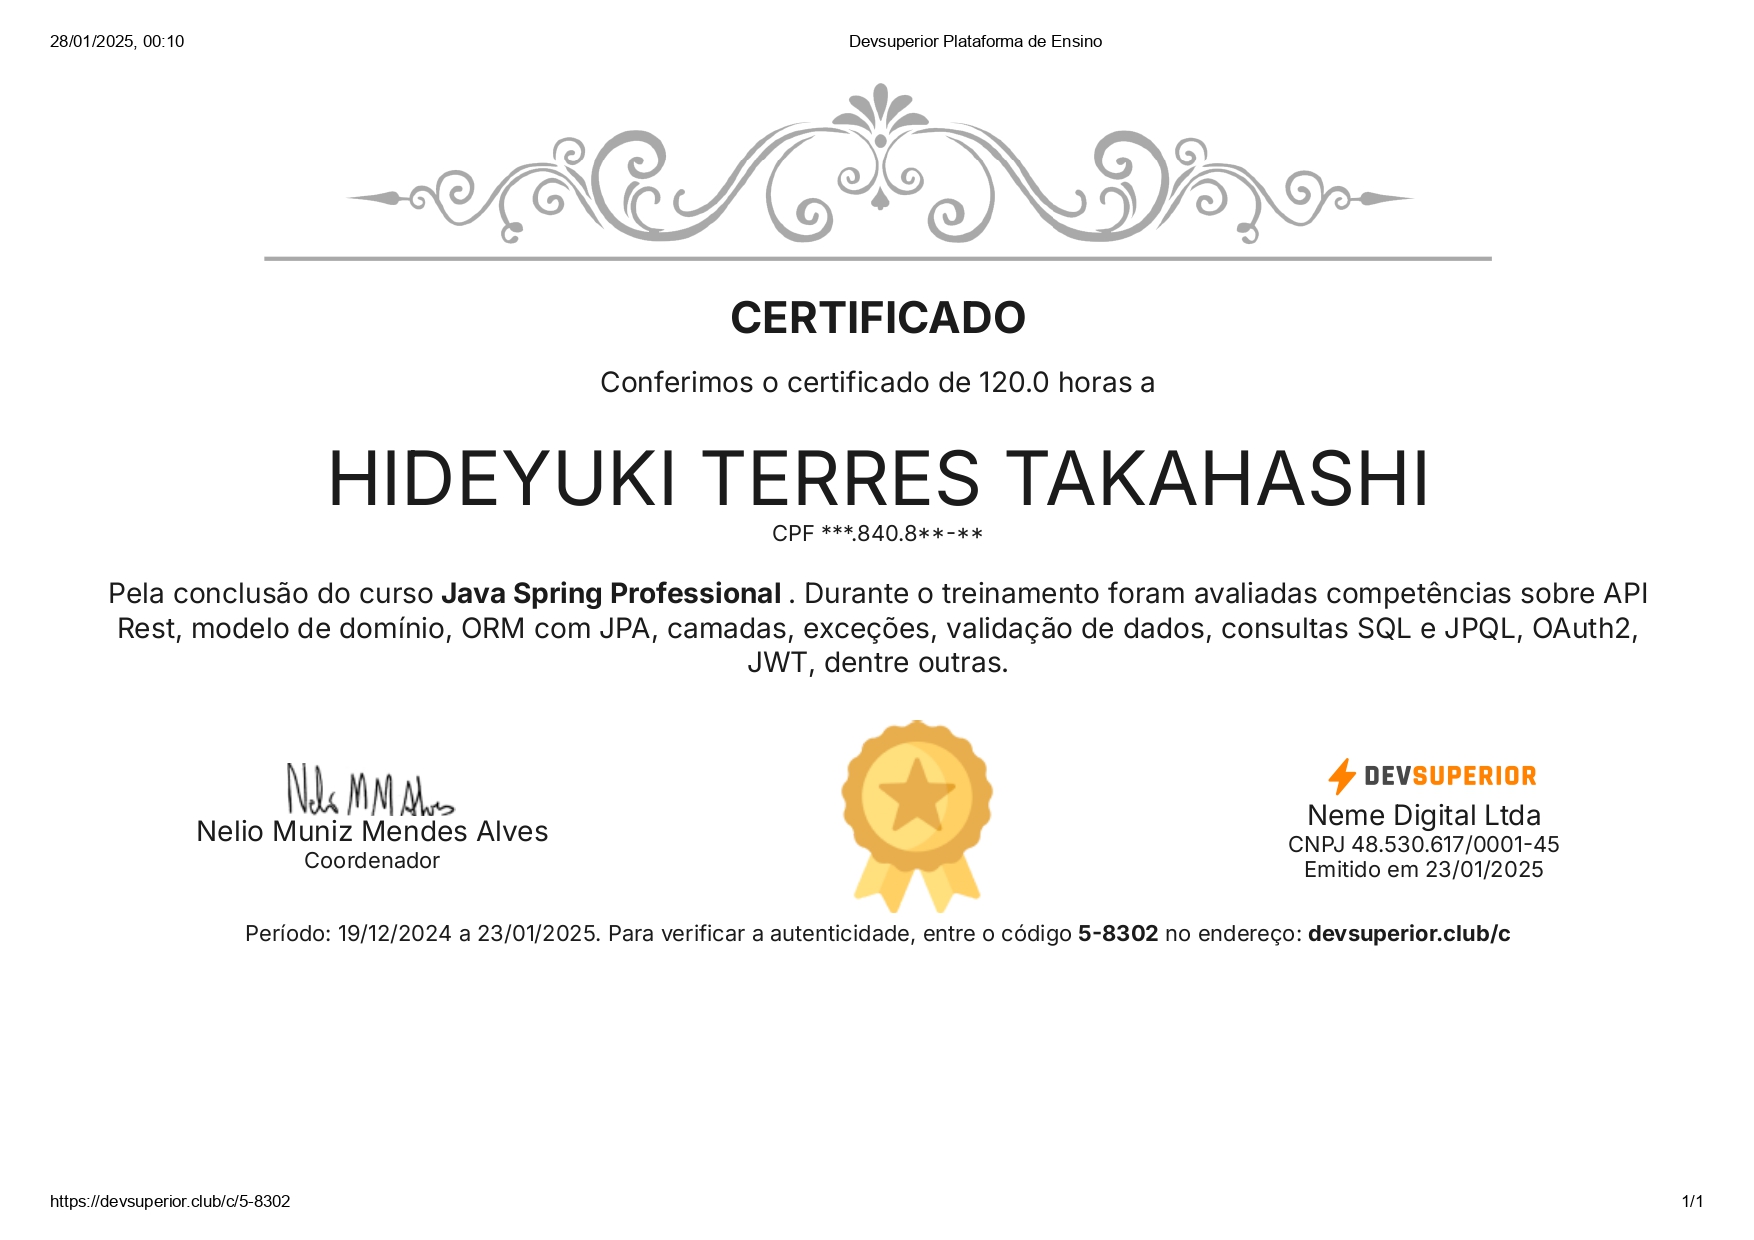 28/01/2025, 00:10
Devsuperior Plataforma de Ensino
CERTIFICADO
Conferimos o certificado de 120.0 horas a
HIDEYUKI TERRES TAKAHASHI
CPF ***.840.8**-**
Pela conclusão do curso Java Spring Professional . Durante o treinamento foram avaliadas competências sobre API
Rest, modelo de domínio, ORM com JPA, camadas, exceções, validação de dados, consultas SQL e JPQL, OAuth2,
JWT, dentre outras.
Nelio MM Alves
Nelio Muniz Mendes Alves
Coordenador
DEVSUPERIOR
Neme Digital Ltda
CNPJ 48.530.617/0001-45
Emitido em 23/01/2025
Período: 19/12/2024 a 23/01/2025. Para verificar a autenticidade, entre o código 5-8302 no endereço: devsuperior.club/c
https://devsuperior.club/c/5-8302
1/1